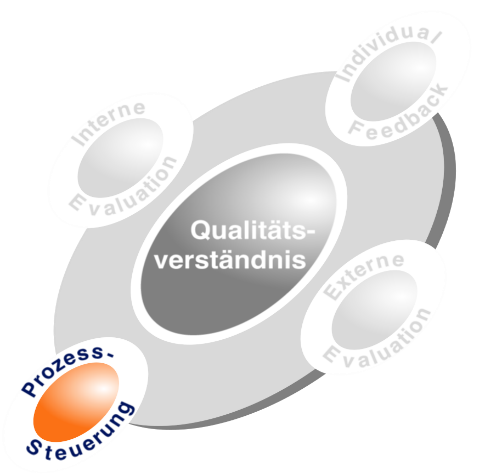 Individual
Feedback
Interne
Evaluation
Qualitäts-
verständnis
Externe
Evaluation
Prozess-
Steuerung